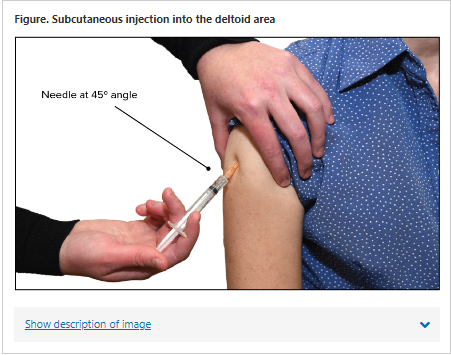 Figure. Subcutaneous injection into the deltoid area
Needle at 45° angle
Show description of image